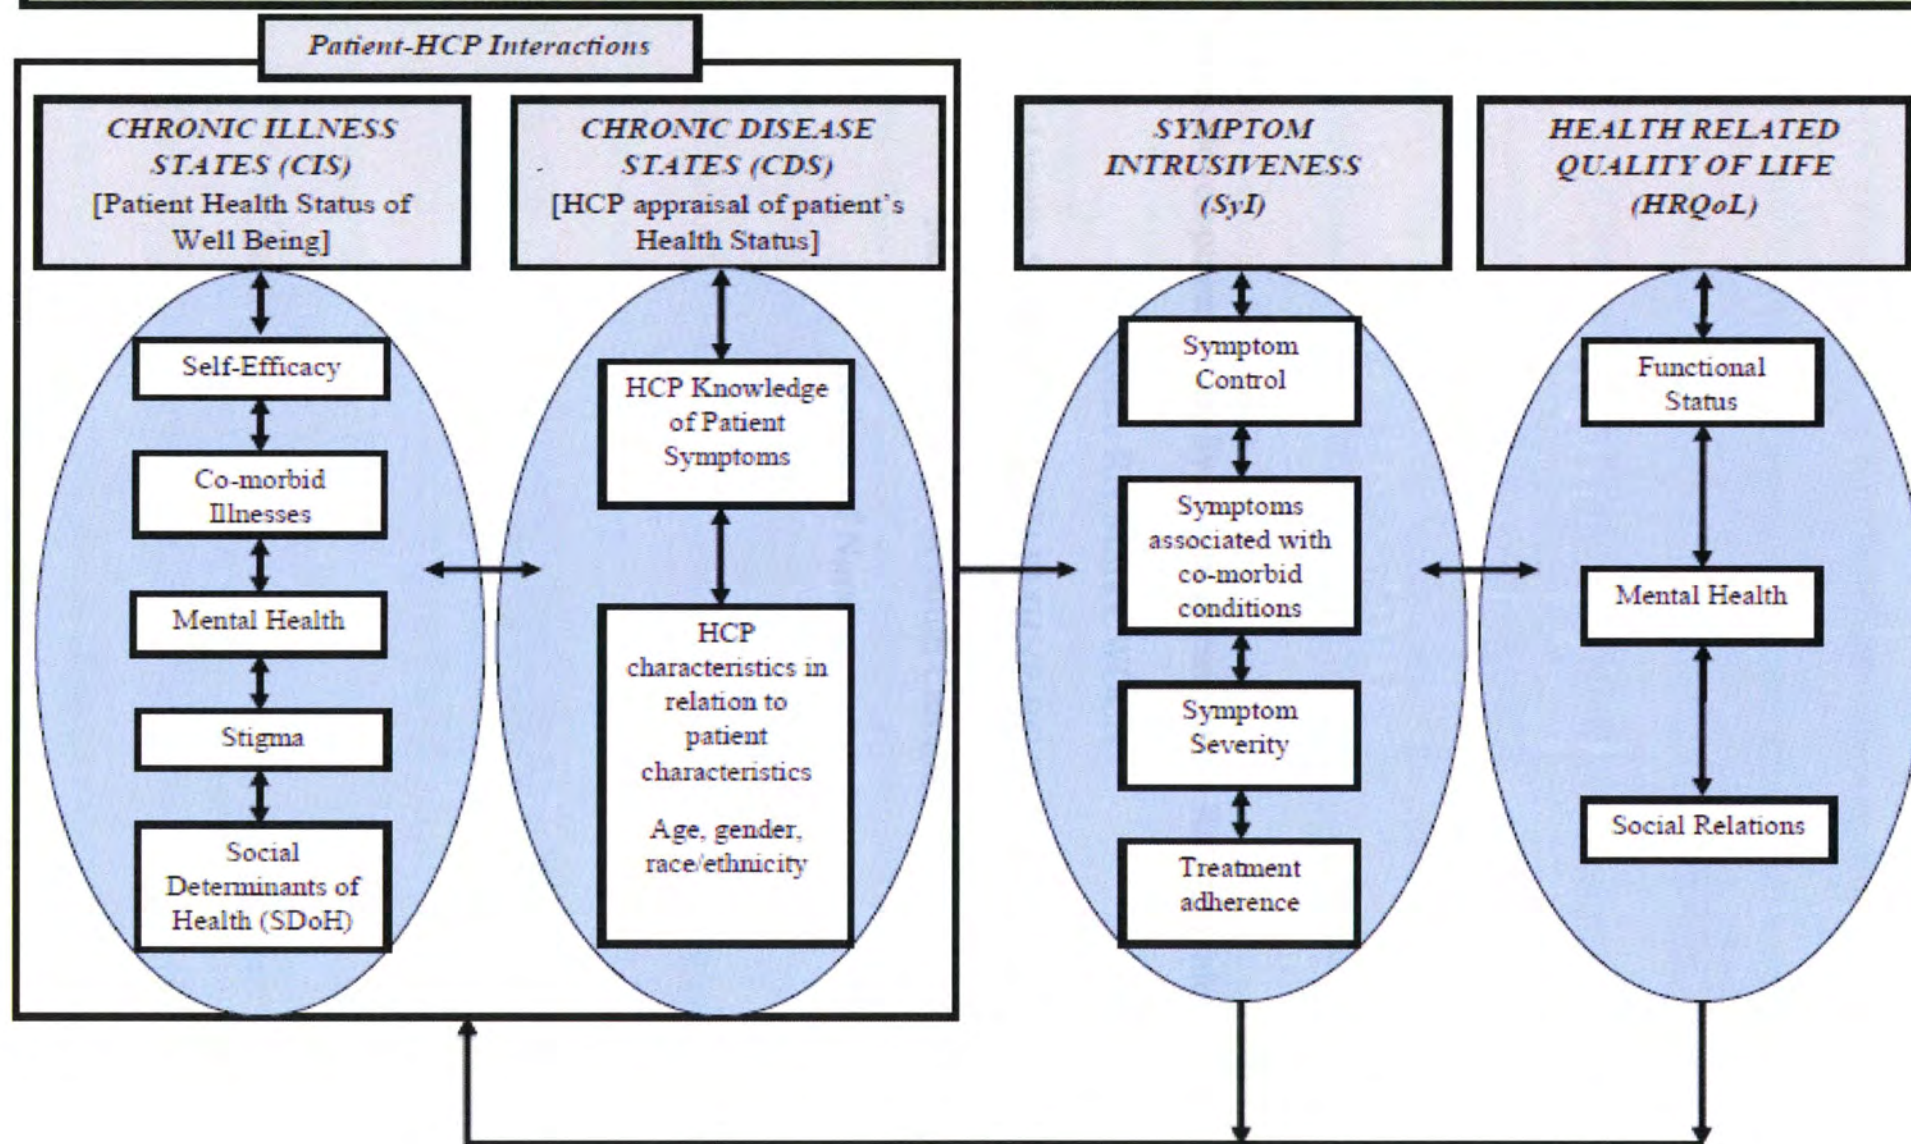 Patient-HCP Interactions
CHRONIC ILLNESS
STATES (CIS)
[Patient Health Status of
Well Being]
Self-Efficacy
Co-morbid
Illnesses
Mental Health
Stigma
Social
Determinants of
Health (SDoH)
CHRONIC DISEASE
STATES (CDS)
[HCP appraisal of patient's
Health Status]
HCP Knowledge
of Patient
Symptoms
HCP
characteristics in
relation to
patient
characteristics
Age, gender,
race/ethnicity
SYMPTOM
INTRUSIVENESS
(SyI)
Symptom
Control
Symptoms
associated with
co-morbid
conditions
Symptom
Severity
Treatment
adherence
HEALTH RELATED
QUALITY OF LIFE
(HRQoL)
Functional
Status
Mental Health
Social Relations